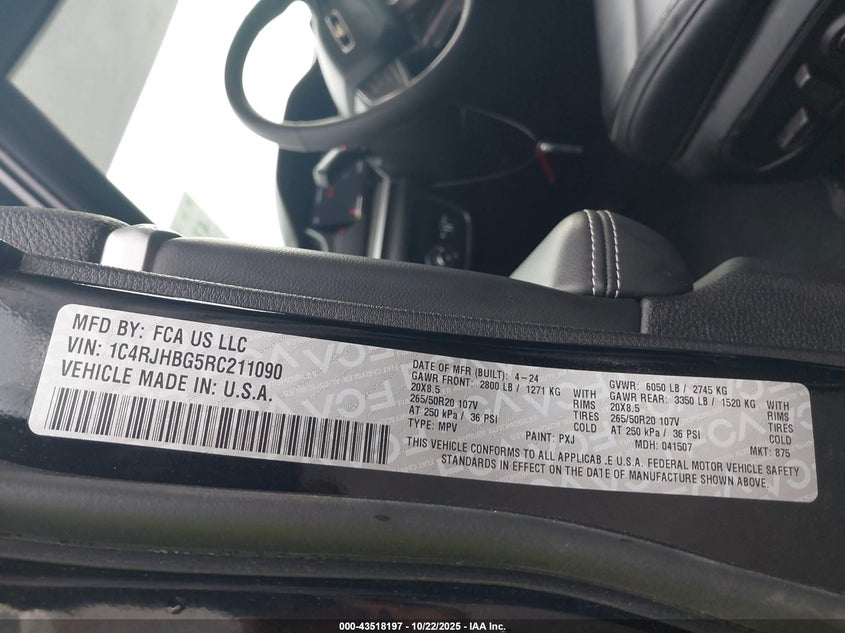 MFD BY: FCA US LLC
VIN: 1C4RJHBG5RC211090
VEHICLE MADE IN: U.S.A.
DATE OF MFR (BUILT): 4-24
GAWR FRONT: 2800 LB / 1271 KG WITH
20X8.5 RIMS
265/50R20 107V TIRES
AT 250 kPa / 36 PSI COLD
TYPE: MPV PAINT: PXJ
GVWR: 6050 LB / 2745 KG
GAWR REAR: 3350 LB / 1520 KG WITH
20X8.5 RIMS
265/50R20 107V TIRES
AT 250 kPa / 36 PSI COLD
MDH: 041507 MKT: 875
THIS VEHICLE CONFORMS TO ALL APPLICAB.E U.S.A. FEDERAL MOTOR VEHICLE SAFETY
STANDARDS IN EFFECT ON THE DATE OF MANUFACTURE SHOWN ABOVE.
000-43518197 - 10/22/2025 - IAA Inc.